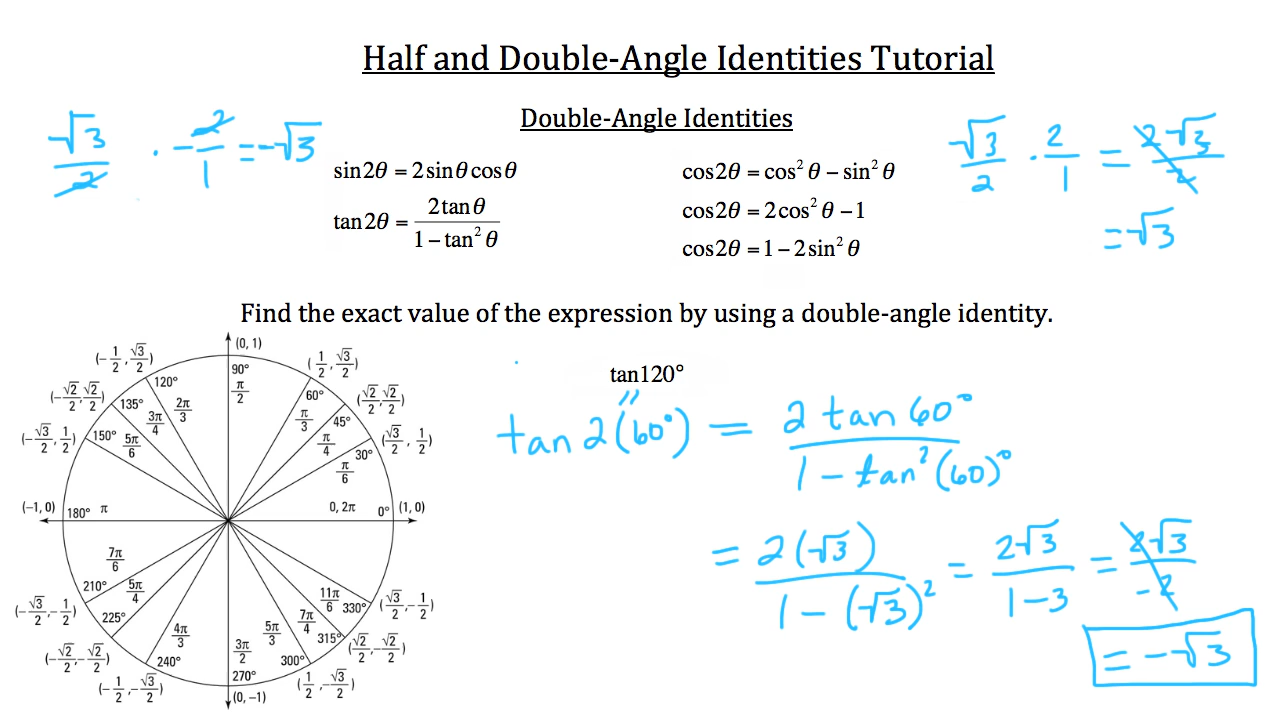 Half and Double-Angle Identities Tutorial
Double-Angle Identities
√3/2 · -2/1 = -√3
√3/2 · 2/1 = 2√3/2
= √3
sin2θ = 2sinθcosθ
tan2θ = 2tanθ/1 − tan² θ
cos2θ = cos² θ − sin² θ
cos2θ = 2cos² θ − 1
cos2θ = 1 − 2sin² θ
Find the exact value of the expression by using a double-angle identity.
tan120°
tan 2(60°) = 2 tan 60°/1 − tan²(60)°
= 2(√3)/1 − (√3)² = 2√3/1−3 = 2√3/-2
= -√3
(0, 1)
90° π/2
(1/2, √3/2)
60° π/3
(√2/2, √2/2)
45° π/4
(√3/2, 1/2)
30° π/6
0, 2π 0° (1, 0)
(−1/2, √3/2)
120° 2π/3
(−√2/2, √2/2)
135° 3π/4
(−√3/2, 1/2)
150° 5π/6
(−1, 0) 180° π
7π/6
210°
(−√3/2, −1/2)
5π/4
225°
(−√2/2, −√2/2)
4π/3
240°
(−1/2, −√3/2)
3π/2
270°
(0, −1)
5π/3
300°
(1/2, −√3/2)
7π/4
315°
(√2/2, −√2/2)
11π/6 330°
(√3/2, −1/2)